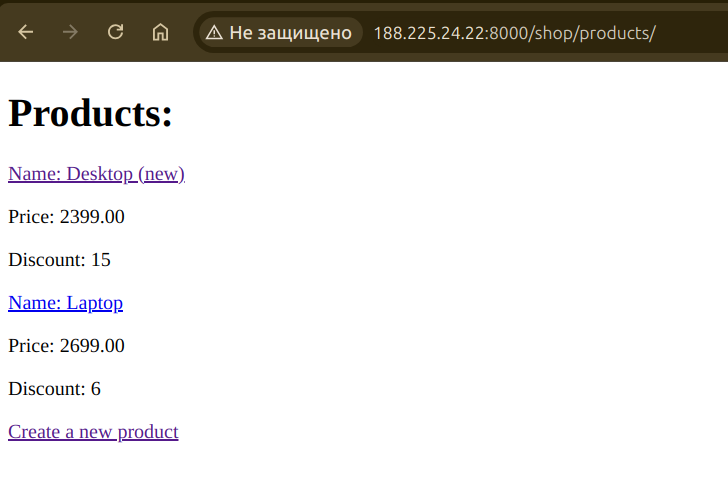 Не защищено 188.225.24.22:8000/shop/products/
Products:
Name: Desktop (new)
Price: 2399.00
Discount: 15
Name: Laptop
Price: 2699.00
Discount: 6
Create a new product